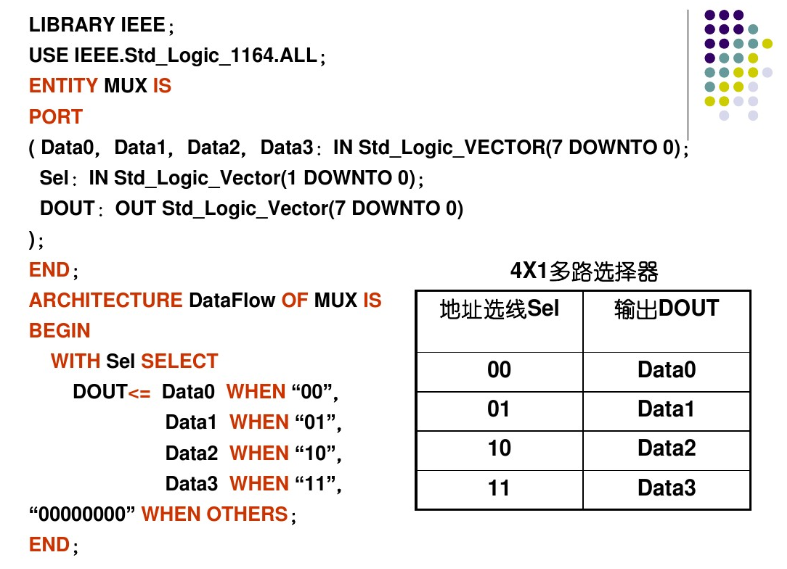 LIBRARY IEEE；
USE IEEE.Std_Logic_1164.ALL；
ENTITY MUX IS
PORT
( Data0，Data1，Data2，Data3：IN Std_Logic_VECTOR(7 DOWNTO 0)；
Sel：IN Std_Logic_Vector(1 DOWNTO 0)；
DOUT：OUT Std_Logic_Vector(7 DOWNTO 0)
)；
END；
ARCHITECTURE DataFlow OF MUX IS
BEGIN
WITH Sel SELECT
DOUT<= Data0 WHEN “00”，
Data1 WHEN “01”，
Data2 WHEN “10”，
Data3 WHEN “11”，
“00000000” WHEN OTHERS；
END；
4X1多路选择器
地址选线Sel 输出DOUT
00 Data0
01 Data1
10 Data2
11 Data3